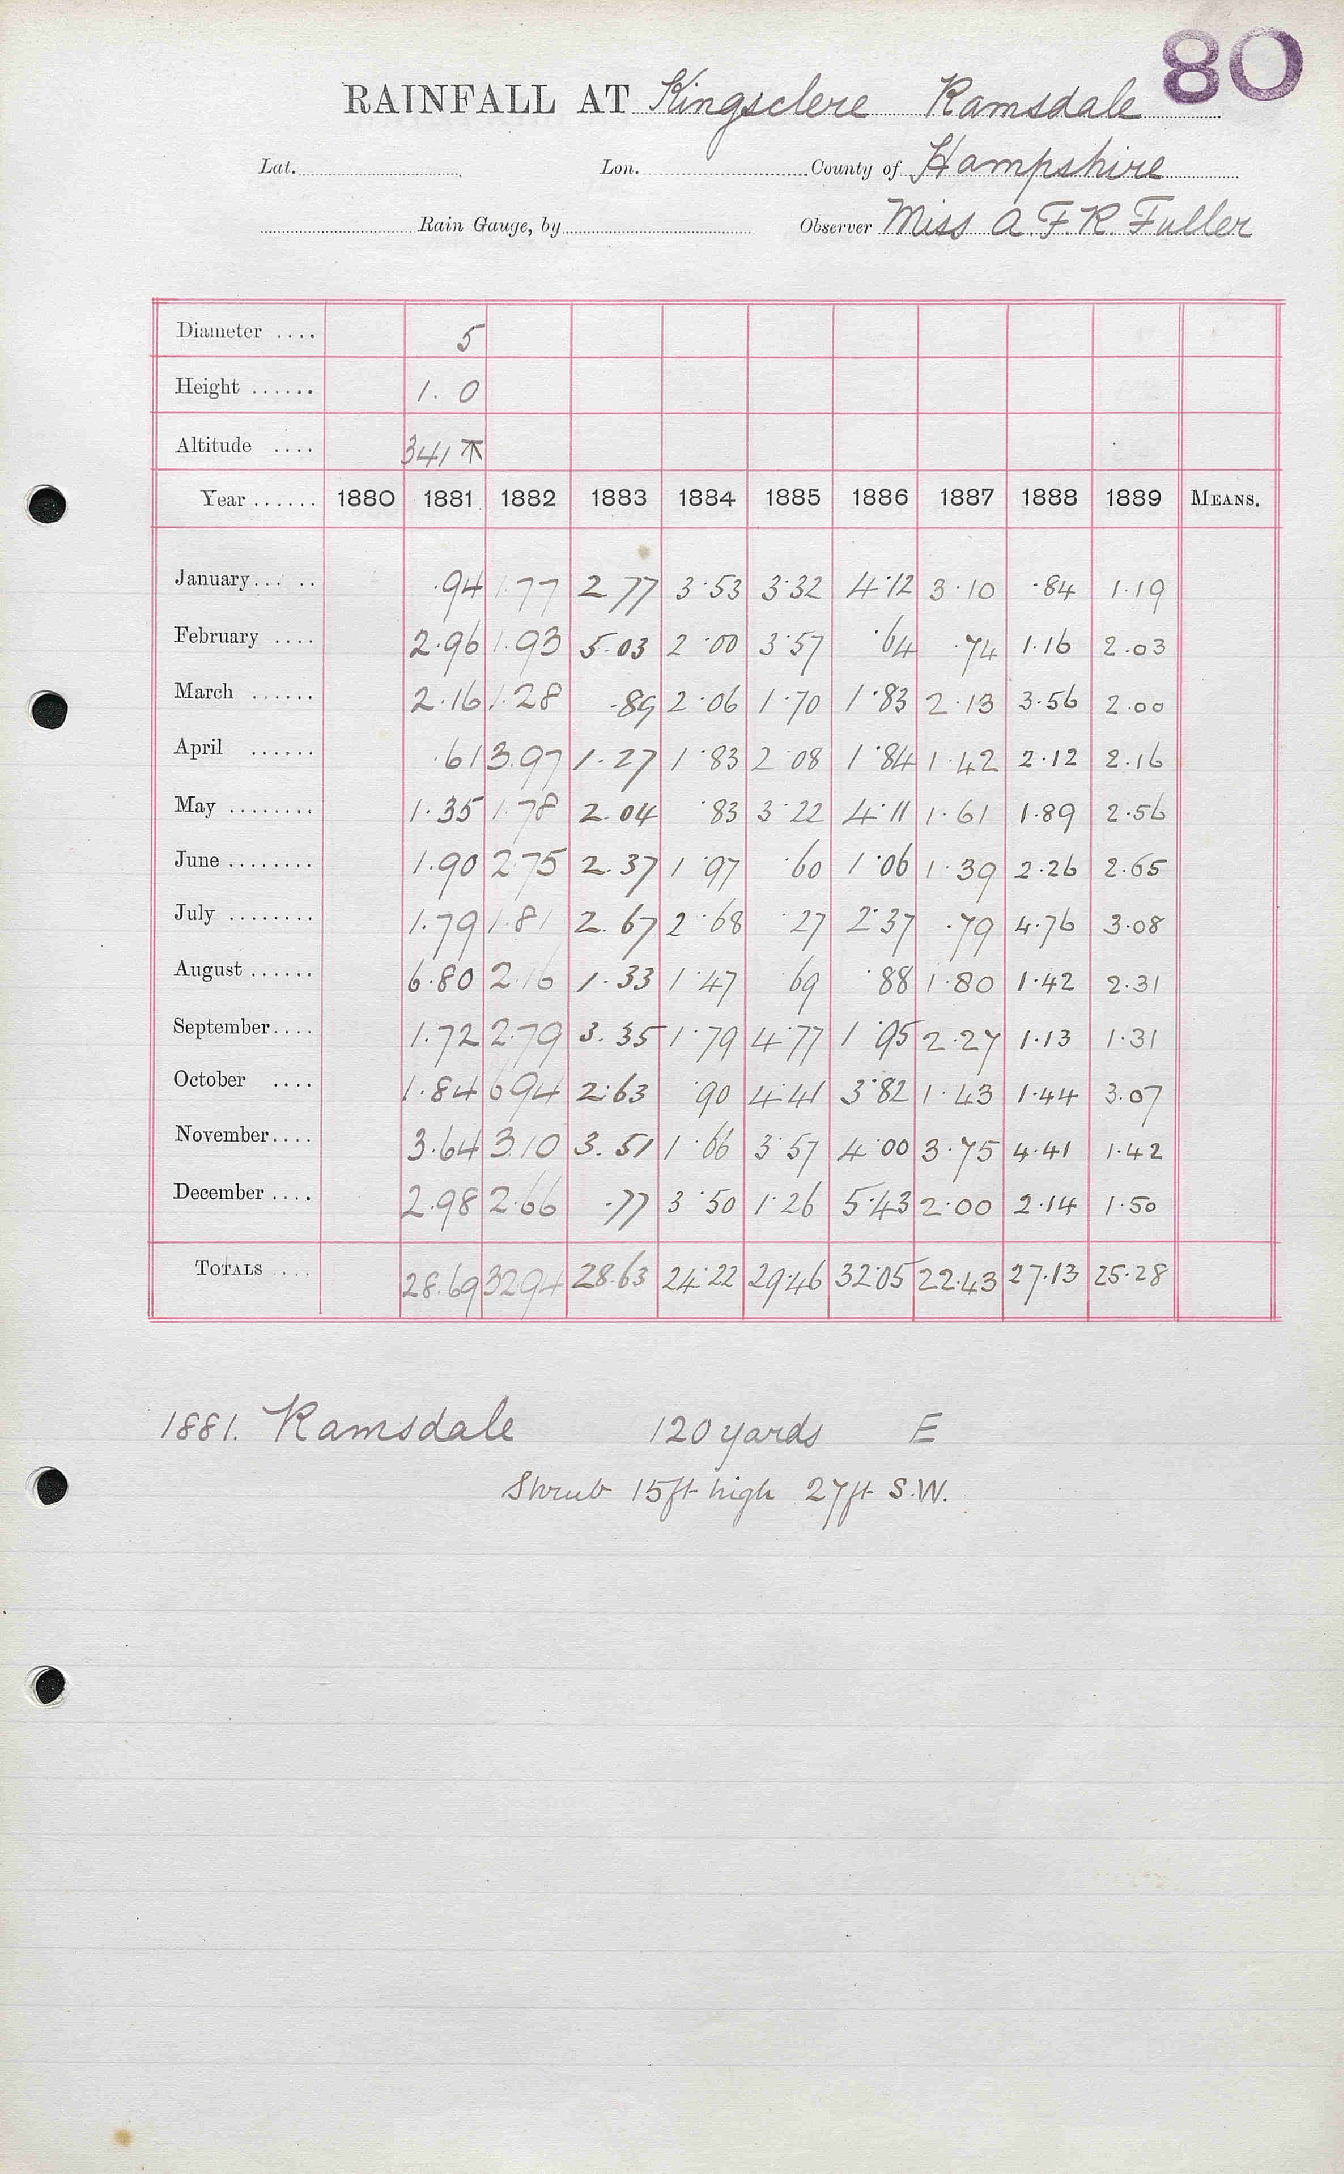 80
RAINFALL AT Kingsclere Ramsdale
Lat. Lon. County of Hampshire
Rain Gauge, by Observer Miss A. F. R. Fuller
Diameter .... 5
Height ...... 1. 0
Altitude .... 341 ⊼
Year ...... 1880 1881 1882 1883 1884 1885 1886 1887 1888 1889 MEANS.
January ..... .94 1.77 2.77 3.53 3.32 4.12 3.10 .84 1.19
February .... 2.96 1.93 5.03 2.00 3.57 .64 .74 1.16 2.03
March ...... 2.16 1.28 .89 2.06 1.70 1.83 2.13 3.56 2.00
April ...... .61 3.97 1.27 1.83 2.08 1.84 1.42 2.12 2.16
May ........ 1.35 1.78 2.04 .83 3.22 4.11 1.61 1.89 2.56
June ........ 1.90 2.75 2.37 1.97 .60 1.06 1.39 2.26 2.65
July ........ 1.79 1.81 2.67 2.68 .27 2.37 .79 4.76 3.08
August ...... 6.80 2.16 1.33 1.47 .69 .88 1.80 1.42 2.31
September .... 1.72 2.79 3.35 1.79 4.77 1.95 2.27 1.13 1.31
October .... 1.84 6.94 2.63 .90 4.41 3.82 1.43 1.44 3.07
November .... 3.64 3.10 3.51 1.66 3.57 4.00 3.75 4.41 1.42
December .... 2.98 2.66 .77 3.50 1.26 5.43 2.00 2.14 1.50
TOTALS .... 28.69 32.94 28.63 24.22 29.46 32.05 22.43 27.13 25.28
1881. Ramsdale 120 yards E
Shrub 15ft high 27ft S.W.